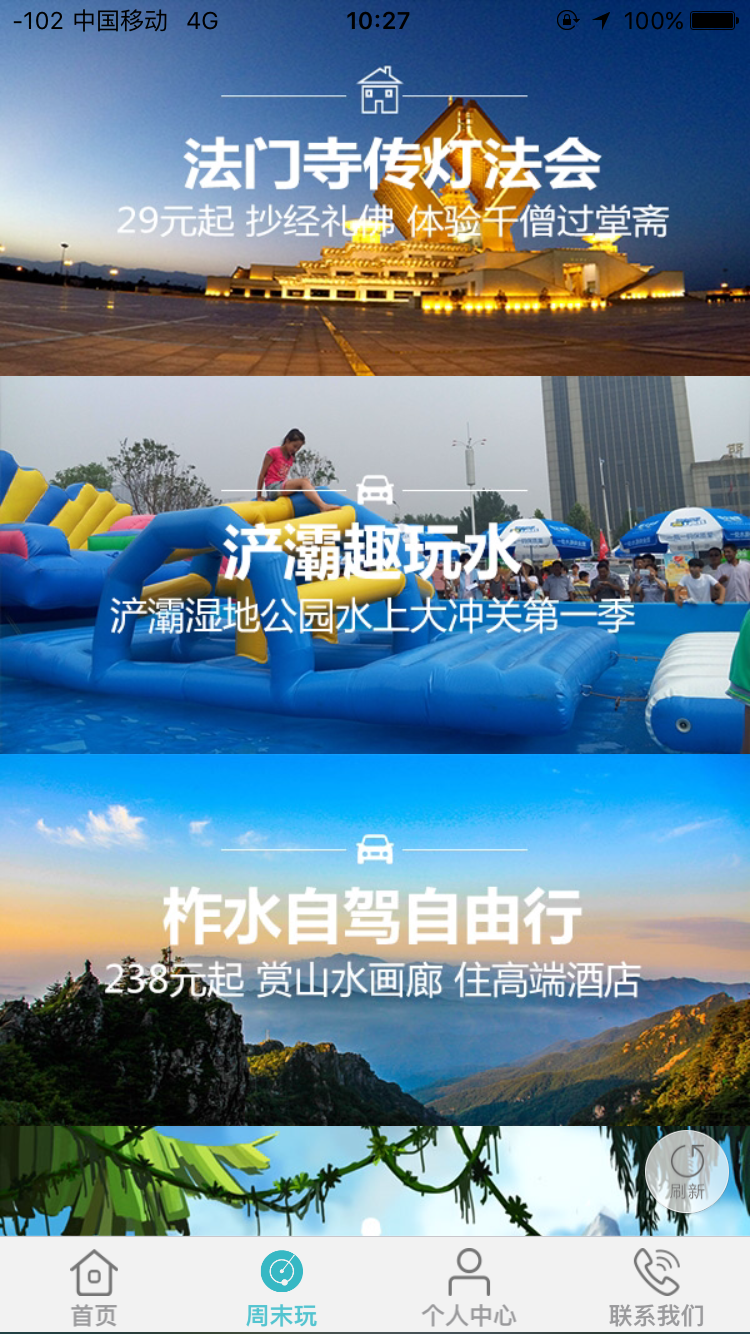 -102 中国移动 4G 10:27 100%
法门寺传灯法会
29元起 抄经礼佛 体验千僧过堂斋
浐灞趣玩水
浐灞湿地公园水上大冲关第一季
柞水自驾自由行
238元起 赏山水画廊 住高端酒店
刷新
首页 周末玩 个人中心 联系我们